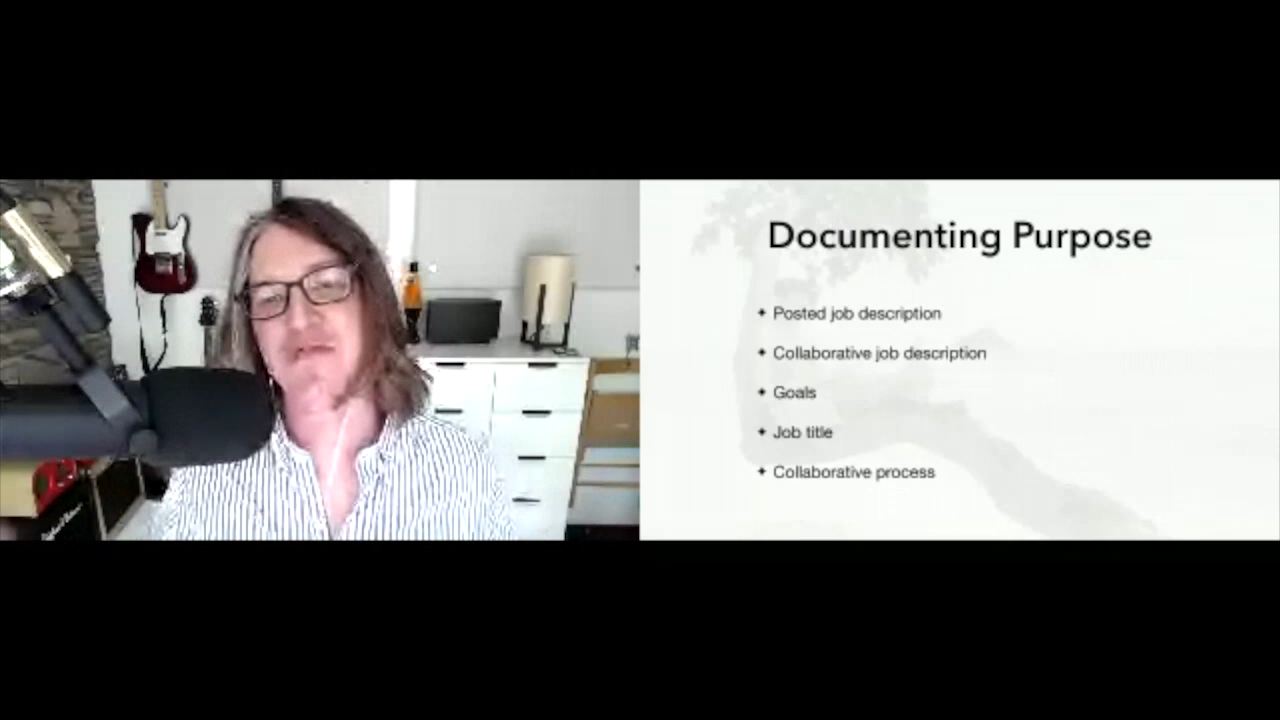 Documenting Purpose
✦ Posted job description
✦ Collaborative job description
✦ Goals
✦ Job title
✦ Collaborative process